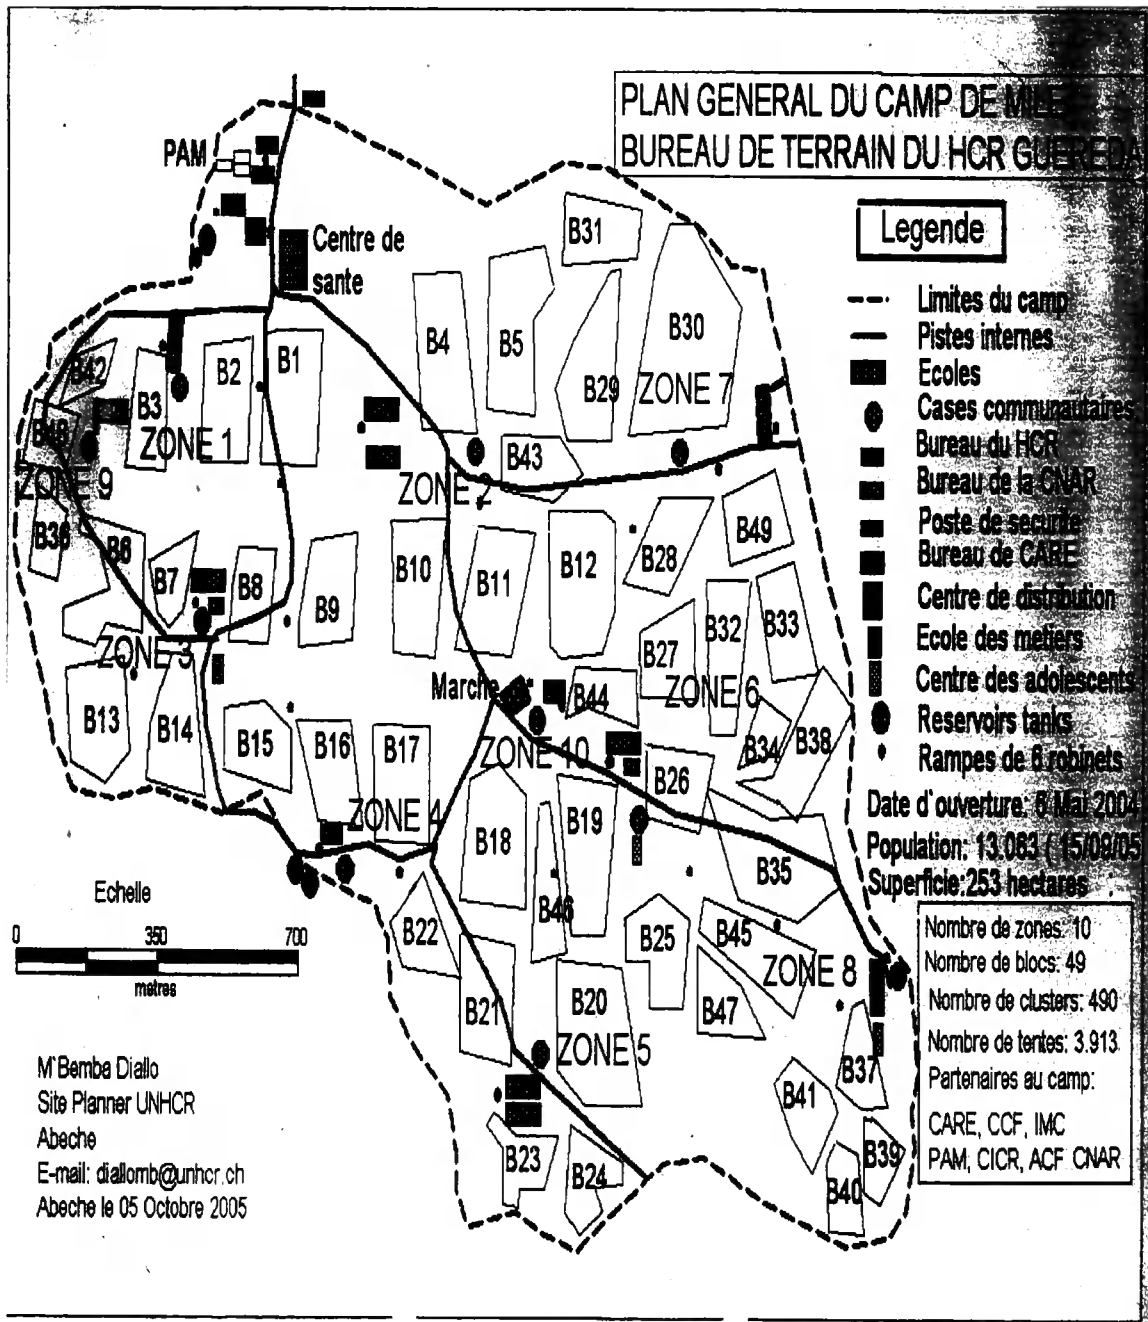 PLAN GENERAL DU CAMP DE MILE
BUREAU DE TERRAIN DU HCR GUEREDA
PAM
Centre de
sante
Legende
Limites du camp
Pistes internes
Ecoles
Cases communautaires
Bureau du HCR
Bureau de la CNAR
Poste de securite
Bureau de CARE
Centre de distribution
Ecole des metiers
Centre des adolescents
Reservoirs tanks
Rampes de 6 robinets
Date d'ouverture: 6 Mai 2004
Population: 13.083 ( 15/09/05
Superficie:253 hectares
Nombre de zones: 10
Nombre de blocs: 49
Nombre de clusters: 490
Nombre de tentes: 3.913
Partenaires au camp:
CARE, CCF, IMC
PAM, CICR, ACF CNAR
B31
B4
B5
B30
B29
ZONE 7
B42
B3
B2
B1
ZONE 1
B43
ZONE 2
ZONE 9
B36
B6
B7
B8
B9
B10
B11
B12
B28
B49
B27
B32
B33
ZONE 3
Marche
B44
ZONE 6
B13
B14
B15
B16
B17
ZONE 10
B26
B34
B38
ZONE 4
B18
B19
B35
B46
B22
B25
B45
ZONE 8
B21
B20
B47
ZONE 5
B37
B41
B23
B24
B39
B40
Echelle
0 350 700
metres
M'Bemba Diallo
Site Planner UNHCR
Abeche
E-mail: diallomb@unhcr.ch
Abeche le 05 Octobre 2005